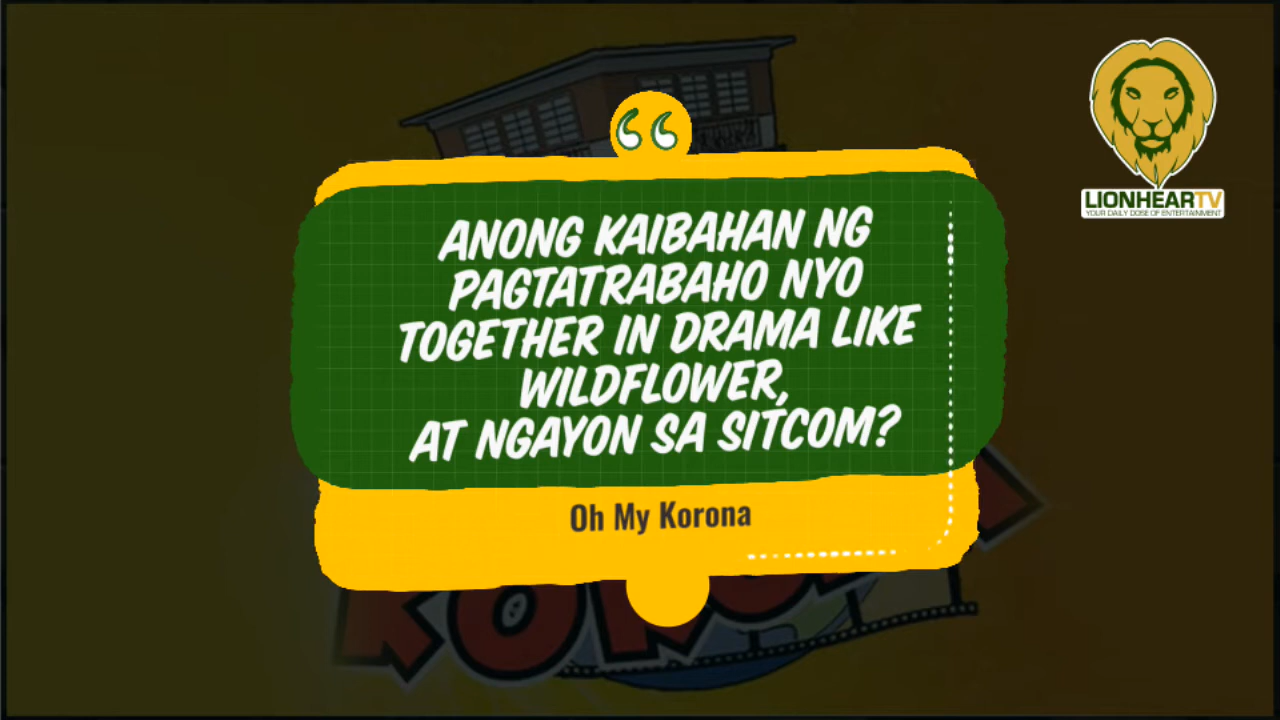 LIONHEARTV
YOUR DAILY DOSE OF ENTERTAINMENT
ANONG KAIBAHAN NG
PAGTATRABAHO NYO
TOGETHER IN DRAMA LIKE
WILDFLOWER,
AT NGAYON SA SITCOM?
Oh My Korona
KORONA